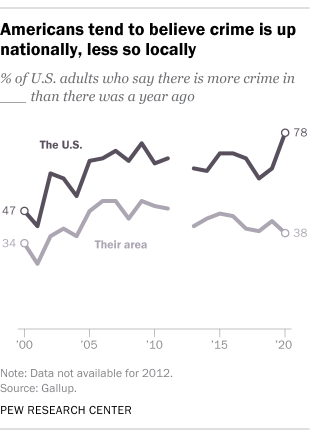 Americans tend to believe crime is up
nationally, less so locally
% of U.S. adults who say there is more crime in
___ than there was a year ago
The U.S.
78
47
34
Their area
38
'00
'05
'10
'15
'20
Note: Data not available for 2012.
Source: Gallup.
PEW RESEARCH CENTER